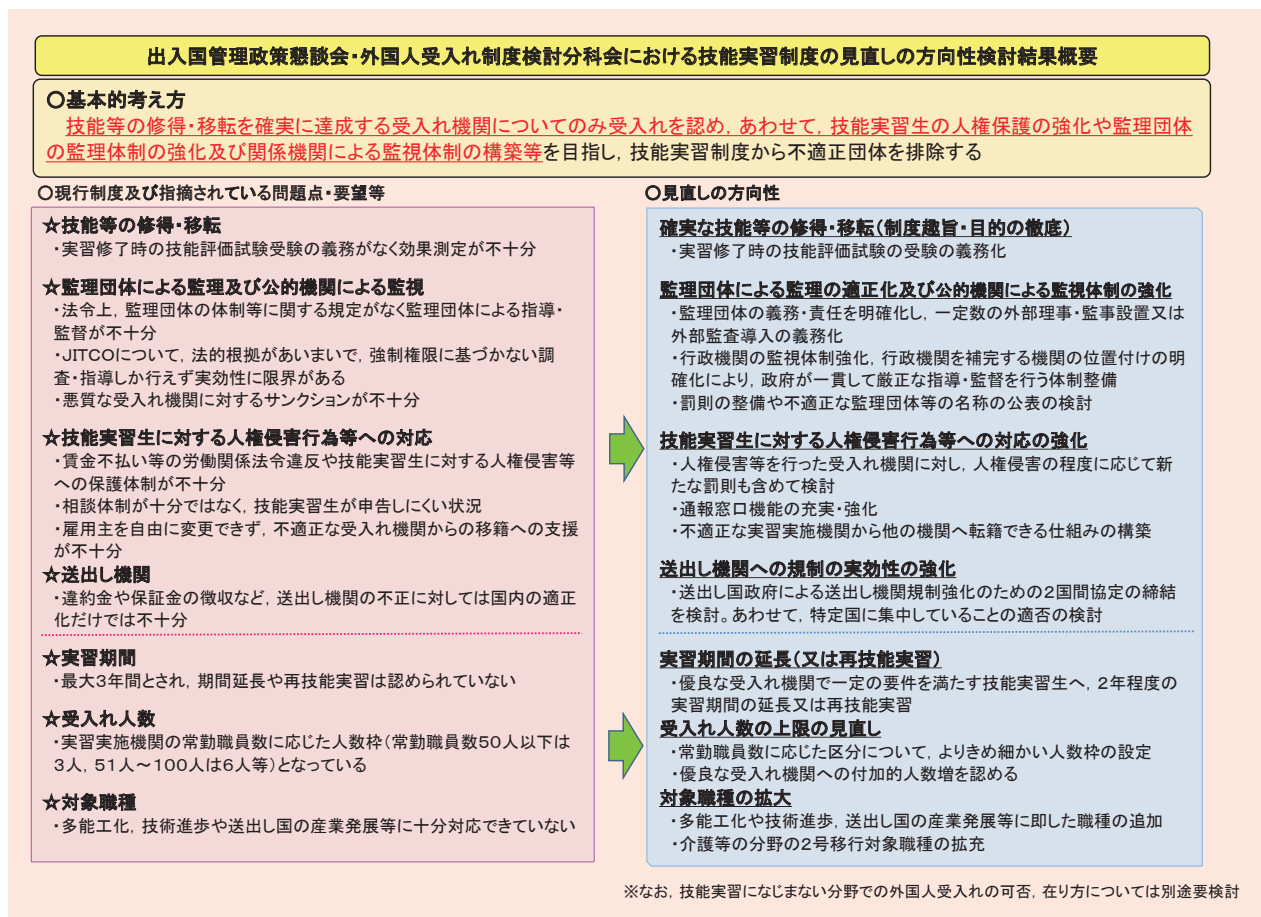 出入国管理政策懇談会・外国人受入れ制度検討分科会における技能実習制度の見直しの方向性検討結果概要
〇基本的考え方
技能等の修得・移転を確実に達成する受入れ機関についてのみ受入れを認め，あわせて，技能実習生の人権保護の強化や監理団体
の監理体制の強化及び関係機関による監視体制の構築等を目指し，技能実習制度から不適正団体を排除する
〇現行制度及び指摘されている問題点・要望等
☆技能等の修得・移転
・実習修了時の技能評価試験受験の義務がなく効果測定が不十分
☆監理団体による監理及び公的機関による監視
・法令上，監理団体の体制等に関する規定がなく監理団体による指導・
監督が不十分
・JITCOについて，法的根拠があいまいで，強制権限に基づかない調
査・指導しか行えず実効性に限界がある
・悪質な受入れ機関に対するサンクションが不十分
☆技能実習生に対する人権侵害行為等への対応
・賃金不払い等の労働関係法令違反や技能実習生に対する人権侵害等
への保護体制が不十分
・相談体制が十分ではなく，技能実習生が申告しにくい状況
・雇用主を自由に変更できず，不適正な受入れ機関からの移籍への支援
が不十分
☆送出し機関
・違約金や保証金の徴収など，送出し機関の不正に対しては国内の適正
化だけでは不十分
☆実習期間
・最大３年間とされ，期間延長や再技能実習は認められていない
☆受入れ人数
・実習実施機関の常勤職員数に応じた人数枠（常勤職員数５０人以下は
３人，５１人～１００人は６人等）となっている
☆対象職種
・多能工化，技術進歩や送出し国の産業発展等に十分対応できていない
〇見直しの方向性
確実な技能等の修得・移転（制度趣旨・目的の徹底）
・実習修了時の技能評価試験の受験の義務化
監理団体による監理の適正化及び公的機関による監視体制の強化
・監理団体の義務・責任を明確化し，一定数の外部理事・監事設置又は
外部監査導入の義務化
・行政機関の監視体制強化，行政機関を補完する機関の位置付けの明
確化により，政府が一貫して厳正な指導・監督を行う体制整備
・罰則の整備や不適正な監理団体等の名称の公表の検討
技能実習生に対する人権侵害行為等への対応の強化
・人権侵害等を行った受入れ機関に対し，人権侵害の程度に応じて新
たな罰則も含めて検討
・通報窓口機能の充実・強化
・不適正な実習実施機関から他の機関へ転籍できる仕組みの構築
送出し機関への規制の実効性の強化
・送出し国政府による送出し機関規制強化のための２国間協定の締結
を検討。あわせて，特定国に集中していることの適否の検討
実習期間の延長（又は再技能実習）
・優良な受入れ機関で一定の要件を満たす技能実習生へ，２年程度の
実習期間の延長又は再技能実習
受入れ人数の上限の見直し
・常勤職員数に応じた区分について，よりきめ細かい人数枠の設定
・優良な受入れ機関への付加的人数増を認める
対象職種の拡大
・多能工化や技術進歩，送出し国の産業発展等に即した職種の追加
・介護等の分野の２号移行対象職種の拡充
※なお，技能実習になじまない分野での外国人受入れの可否，在り方については別途要検討